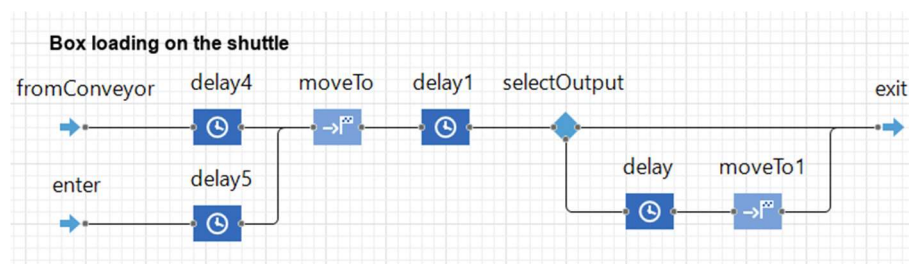 Box loading on the shuttle
fromConveyor delay4 moveTo delay1 selectOutput exit
enter delay5 delay moveTo1